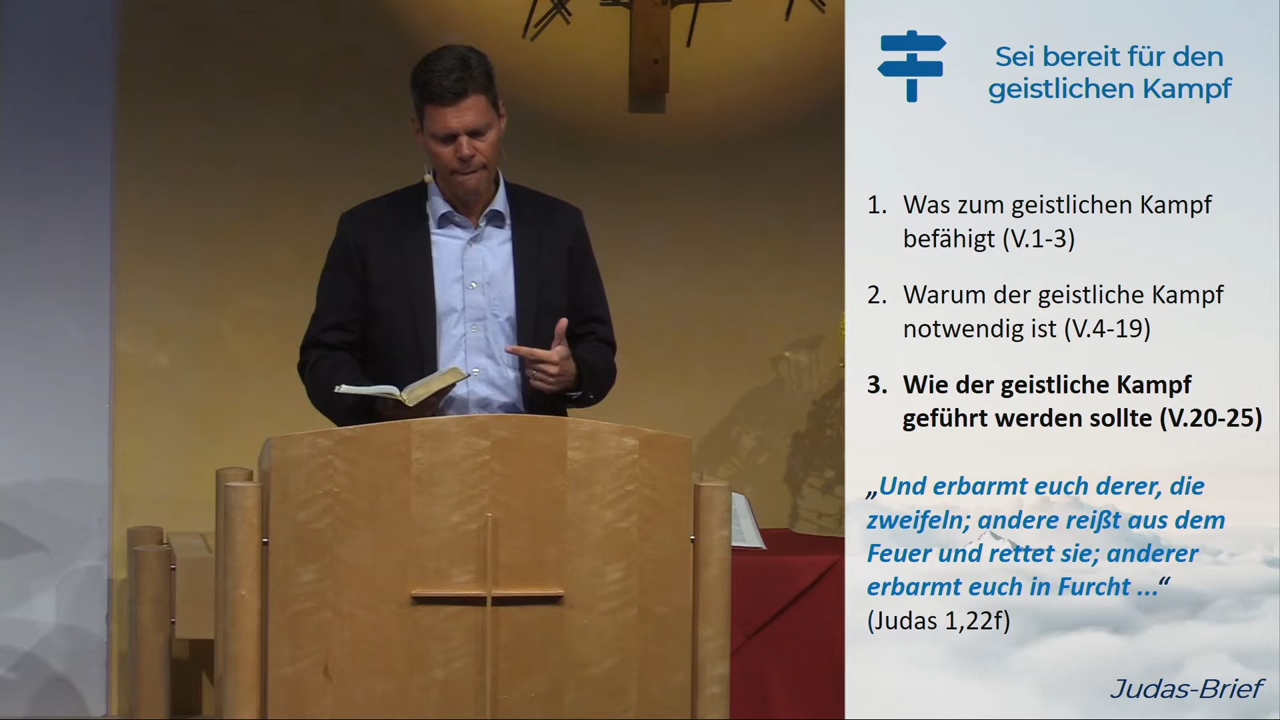 Sei bereit für den
geistlichen Kampf
1. Was zum geistlichen Kampf
befähigt (V.1-3)
2. Warum der geistliche Kampf
notwendig ist (V.4-19)
3. Wie der geistliche Kampf
geführt werden sollte (V.20-25)
„Und erbarmt euch derer, die
zweifeln; andere reißt aus dem
Feuer und rettet sie; anderer
erbarmt euch in Furcht ...“
(Judas 1,22f)
Judas-Brief